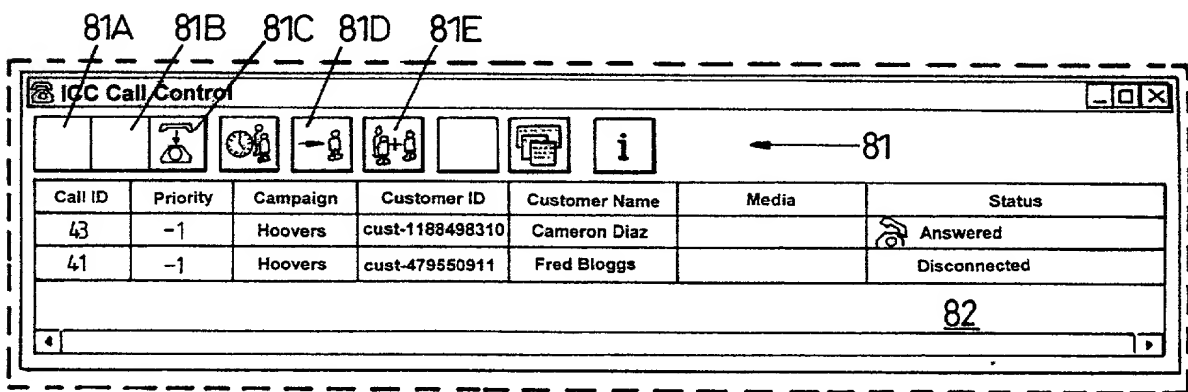 81A 81B 81C 81D 81E
ICC Call Control
i
81
Call ID Priority Campaign Customer ID Customer Name Media Status
43 -1 Hoovers cust-1188498310 Cameron Diaz Answered
41 -1 Hoovers cust-479550911 Fred Bloggs Disconnected
82